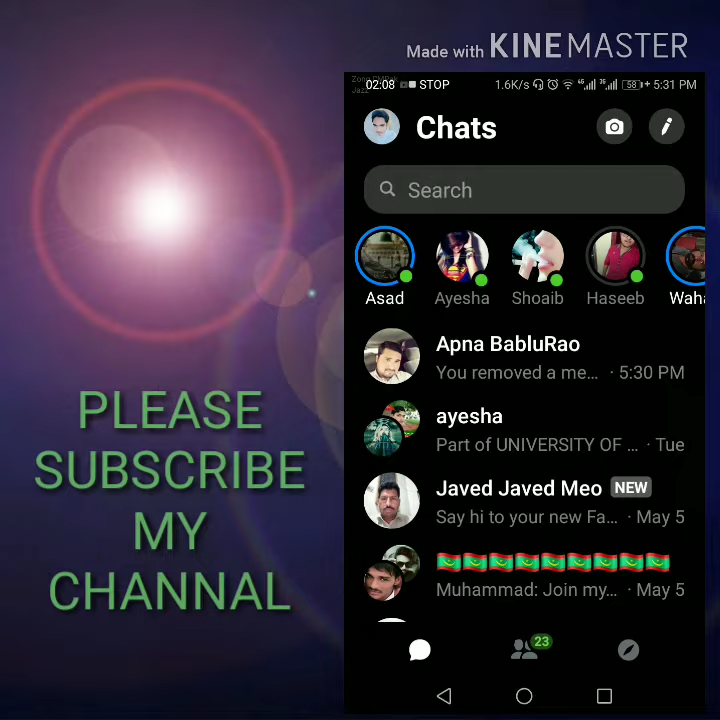 Made with KINEMASTER
02:08 STOP 1.6K/s 58 5:31 PM
Chats
Search
Asad Ayesha Shoaib Haseeb Waha
Apna BabluRao
You removed a me... · 5:30 PM
ayesha
Part of UNIVERSITY OF ... · Tue
Javed Javed Meo NEW
Say hi to your new Fa... · May 5
Muhammad: Join my... · May 5
23
PLEASE
SUBSCRIBE
MY
CHANNAL